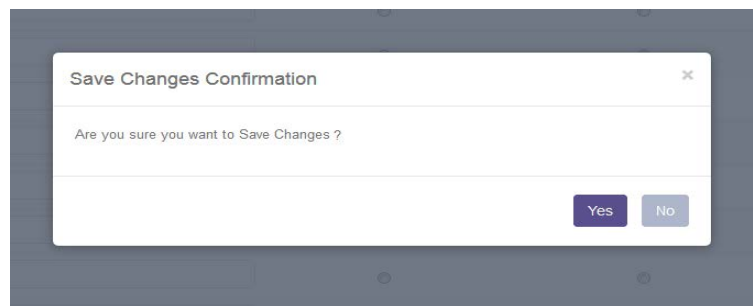 Save Changes Confirmation ×
Are you sure you want to Save Changes ?
Yes No